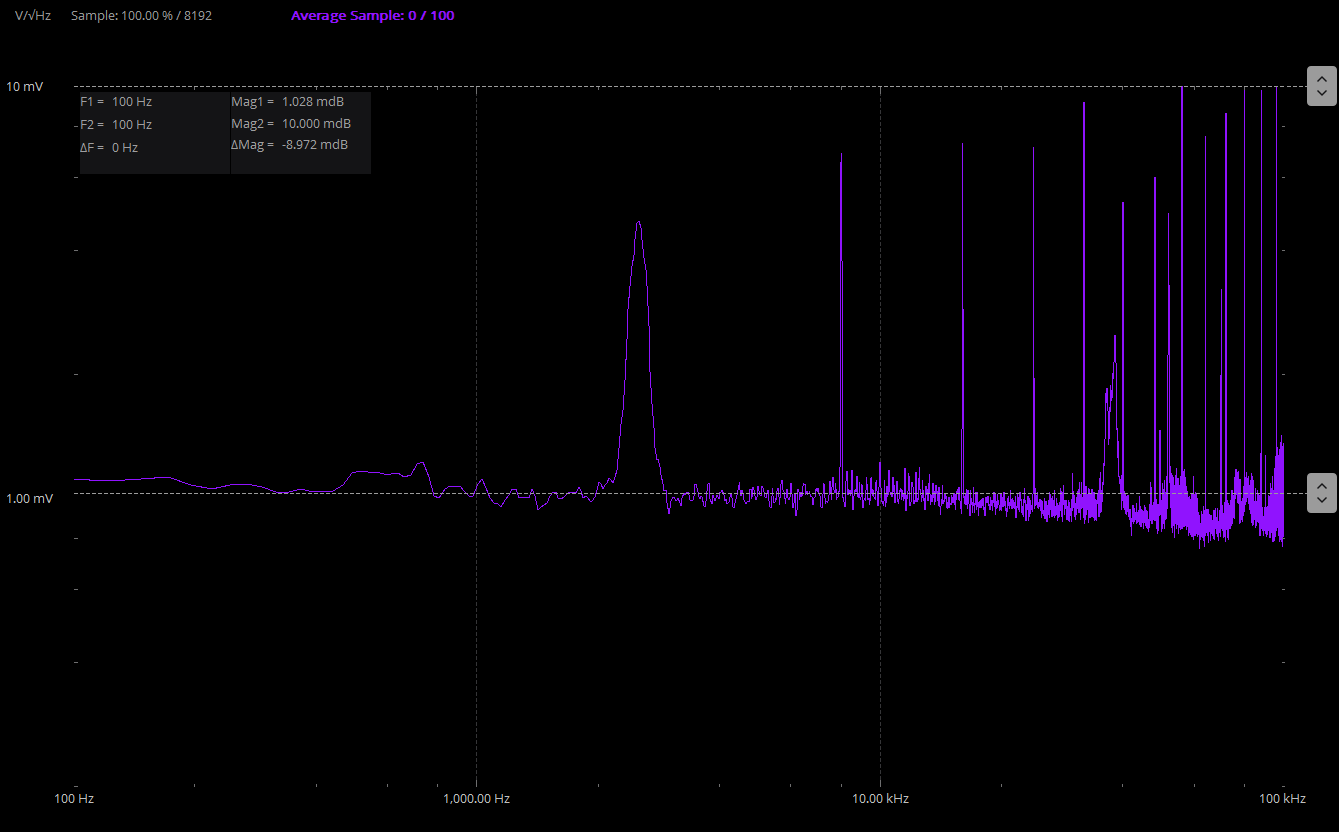 V/√Hz Sample: 100.00 % / 8192 Average Sample: 0 / 100
10 mV
F1 = 100 Hz Mag1 = 1.028 mdB
F2 = 100 Hz Mag2 = 10.000 mdB
ΔF = 0 Hz ΔMag = -8.972 mdB
1.00 mV
100 Hz 1,000.00 Hz 10.00 kHz 100 kHz